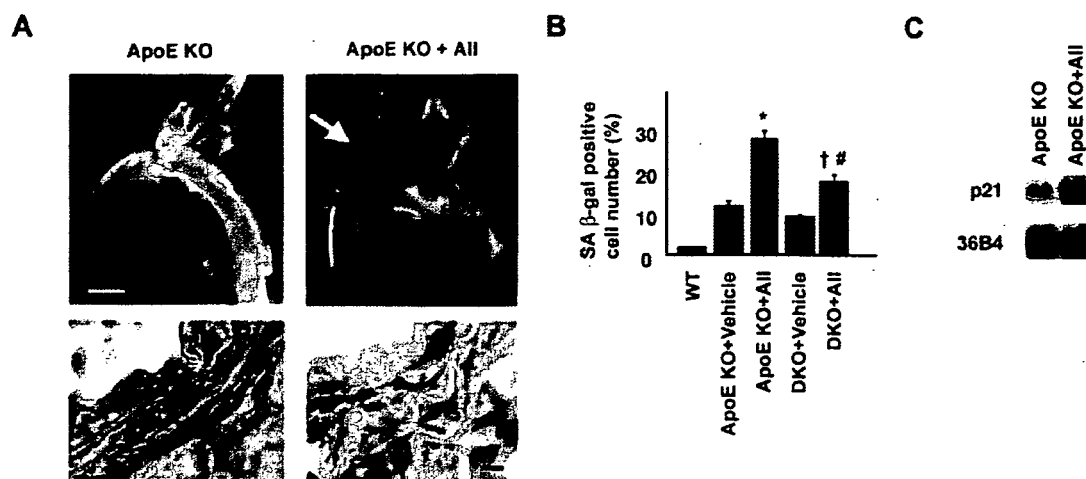 A
ApoE KO
ApoE KO + AII
B
SA β-gal positive
cell number (%)
30
20
10
0
*
† #
WT
ApoE KO+Vehicle
ApoE KO+AII
DKO+Vehicle
DKO+AII
C
ApoE KO
ApoE KO+AII
p21
36B4